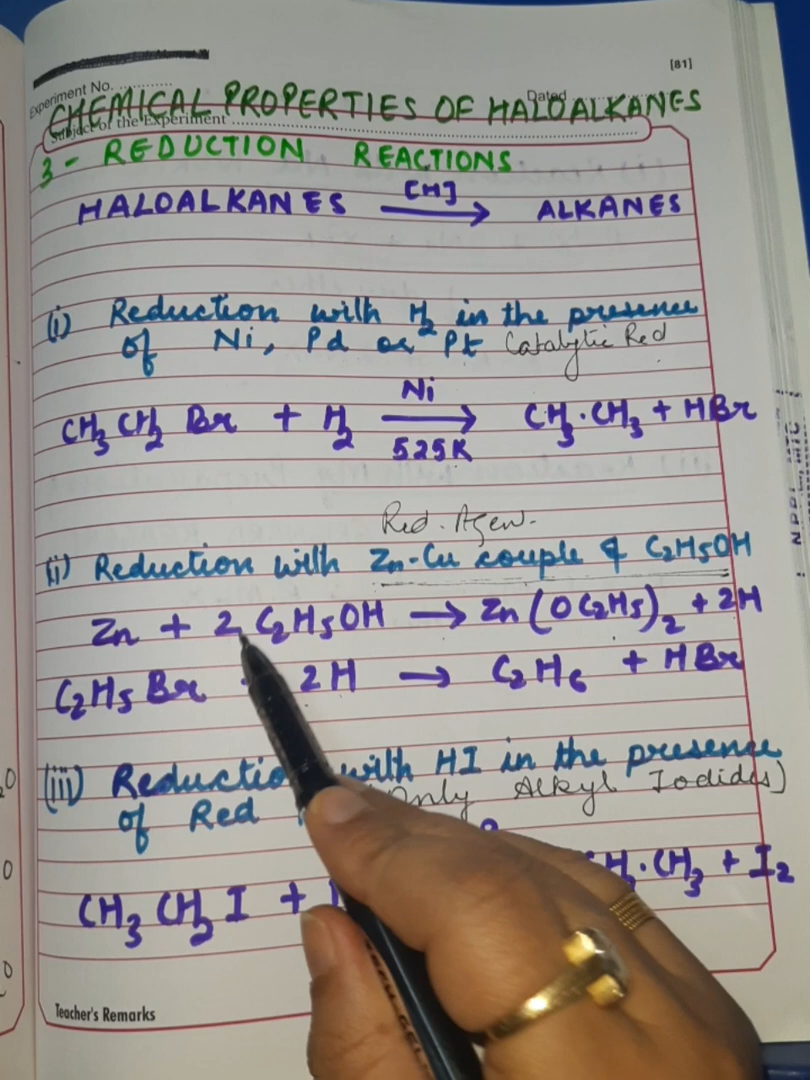 [81]
Experiment No. ............
Dated
CHEMICAL PROPERTIES OF HALOALKANES
Subject of the Experiment
3 - REDUCTION REACTIONS
HALOALKANES [H] → ALKANES
(i) Reduction with H2 in the presence
of Ni, Pd or Pt Catalytic Red
Ni
CH3 CH2 Br + H2 → CH3·CH3 + HBr
525K
Red. Agen.
(ii) Reduction with Zn-Cu couple & C2H5OH
Zn + 2 C2H5OH → Zn(OC2H5)2 + 2H
C2H5Br 2H → C2H6 + HBr
(iii) Reductio with HI in the presence
of Red Only Alkyl Iodides)
CH3 CH2 I + H3·CH3 + I2
Teacher's Remarks